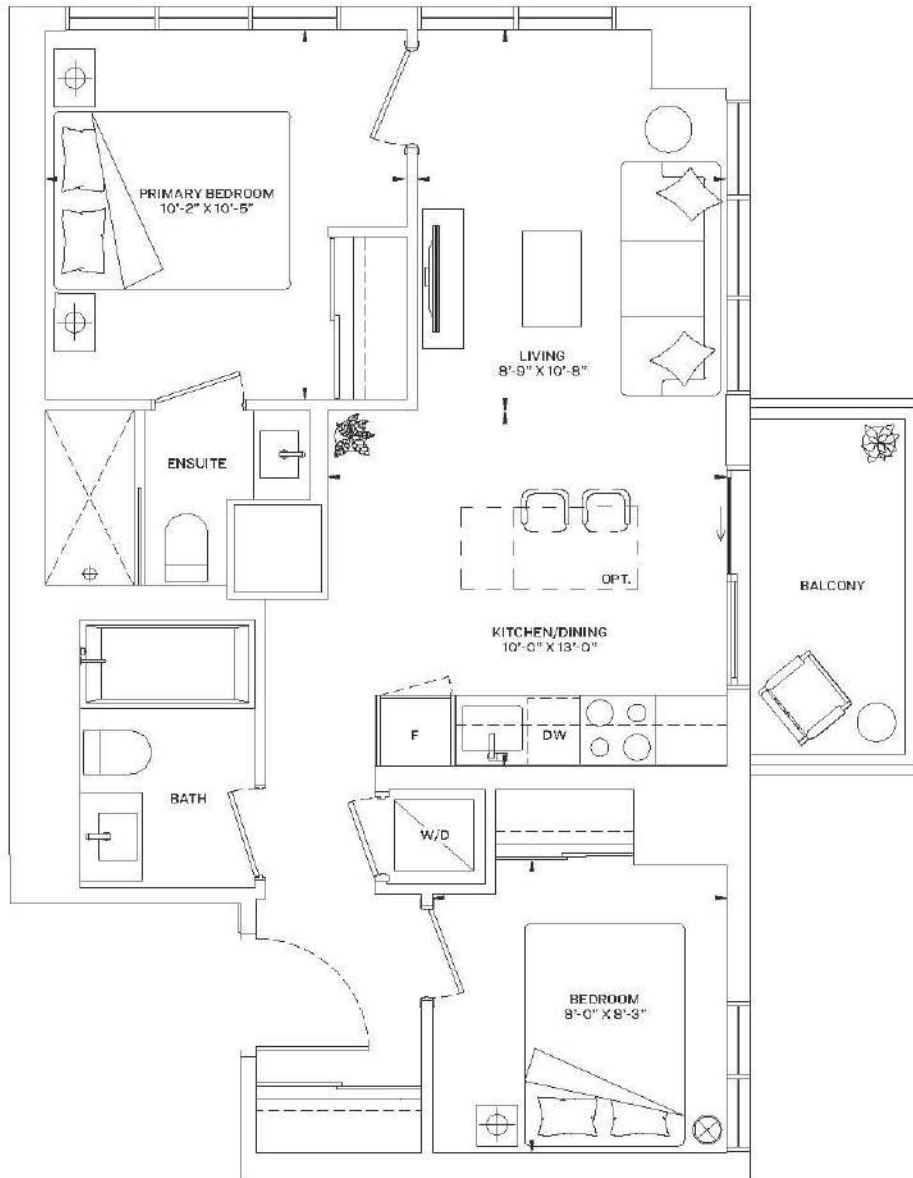 PRIMARY BEDROOM
10'-2" X 10'-5"
LIVING
8'-9" X 10'-8"
ENSUITE
OPT.
BALCONY
KITCHEN/DINING
10'-0" X 13'-0"
F
DW
BATH
W/D
BEDROOM
8'-0" X 8'-3"